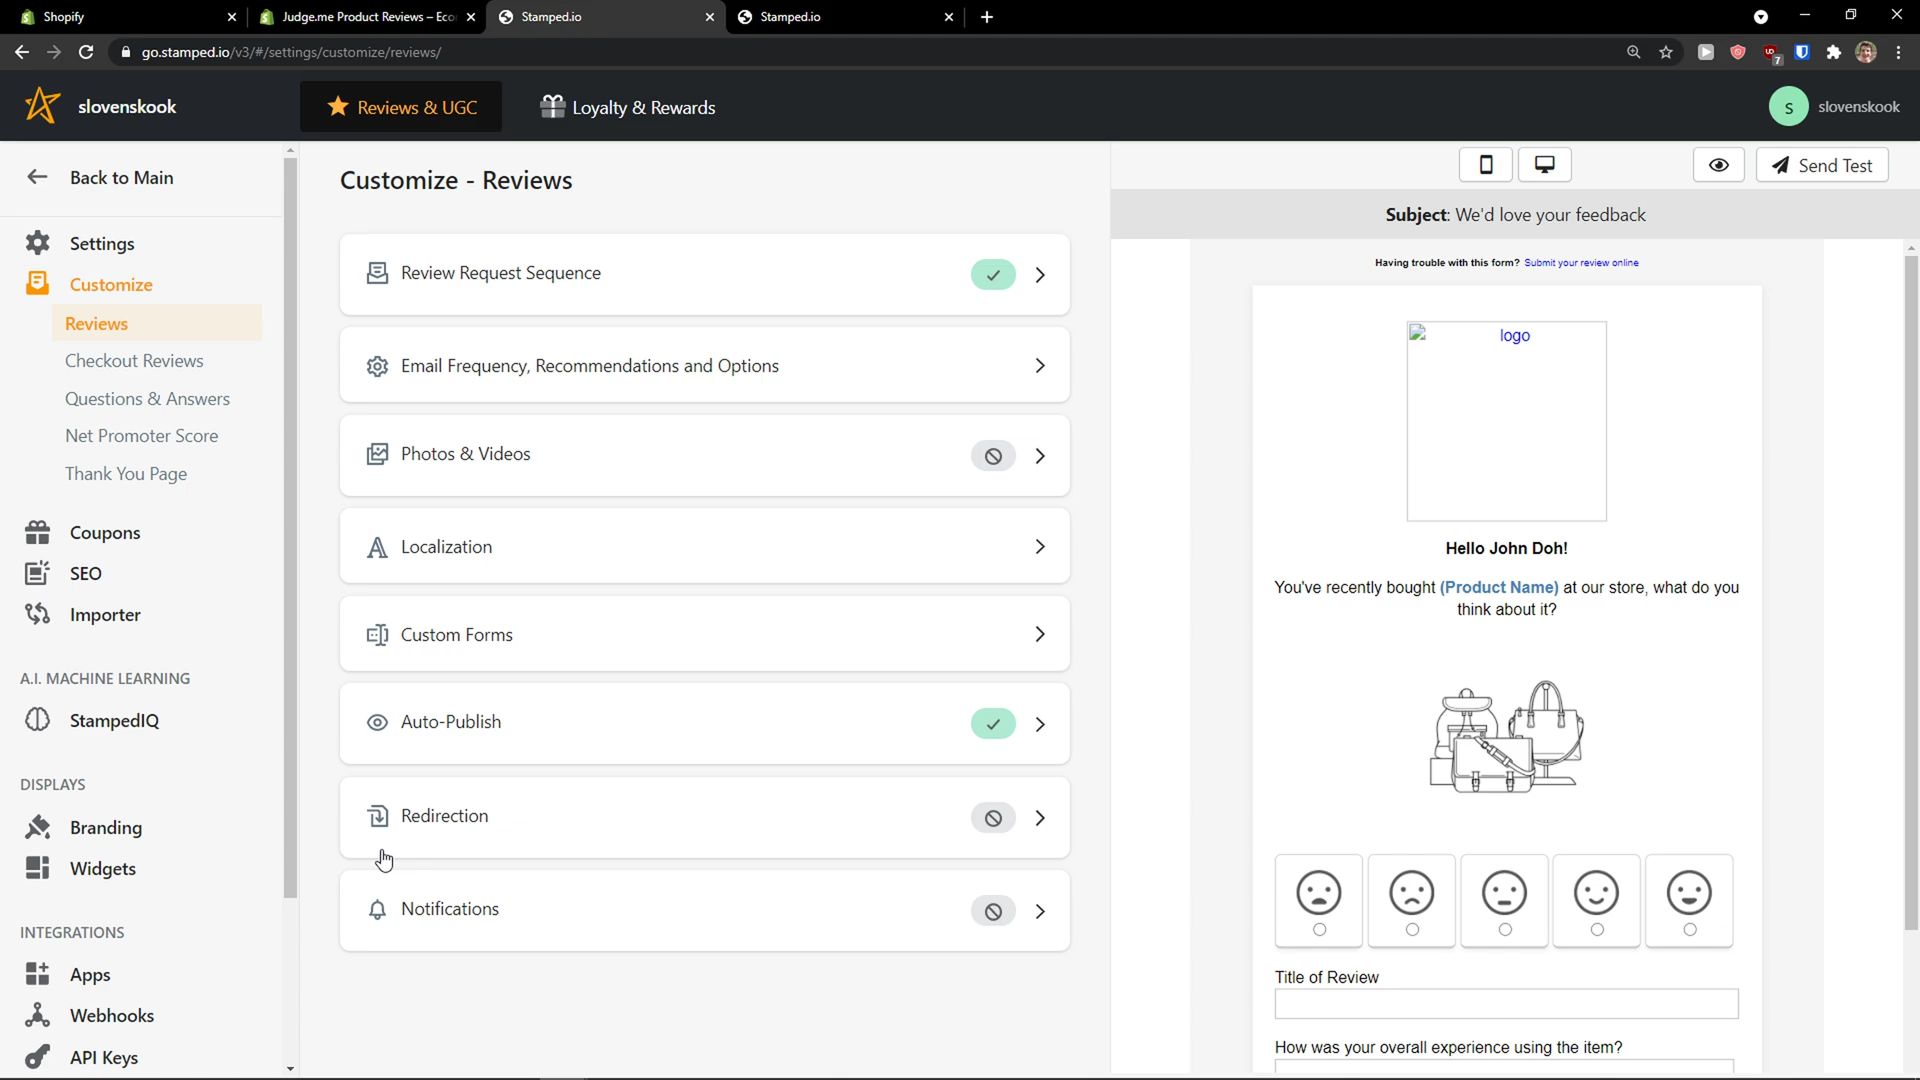 Shopify
Judge.me Product Reviews – Eco
Stamped.io
Stamped.io
go.stamped.io/v3/#/settings/customize/reviews/
7
slovenskook
Reviews & UGC
Loyalty & Rewards
S
slovenskook
Back to Main
Settings
Customize
Reviews
Checkout Reviews
Questions & Answers
Net Promoter Score
Thank You Page
Coupons
SEO
Importer
A.I. MACHINE LEARNING
StampedIQ
DISPLAYS
Branding
Widgets
INTEGRATIONS
Apps
Webhooks
API Keys
Customize - Reviews
Review Request Sequence
Email Frequency, Recommendations and Options
Photos & Videos
Localization
Custom Forms
Auto-Publish
Redirection
Notifications
Send Test
Subject: We'd love your feedback
Having trouble with this form? Submit your review online
logo
Hello John Doh!
You've recently bought (Product Name) at our store, what do you
think about it?
Title of Review
How was your overall experience using the item?